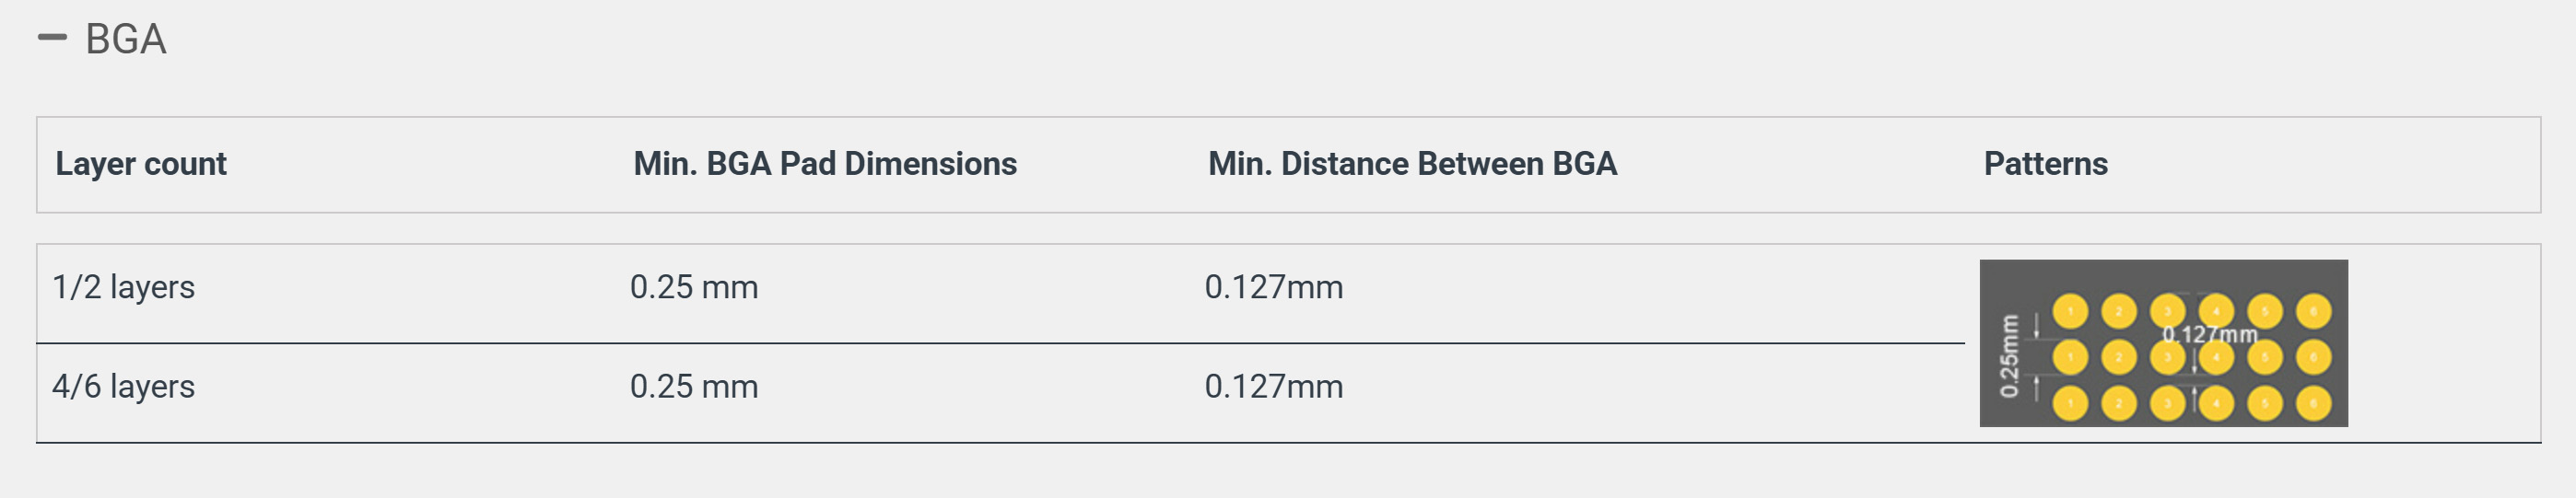 BGA
Layer count Min. BGA Pad Dimensions Min. Distance Between BGA Patterns
1/2 layers 0.25 mm 0.127mm
4/6 layers 0.25 mm 0.127mm
1 2 3 4 5 6
0.127mm
0.25mm
1 2 3 4 5 6
1 2 3 4 5 6